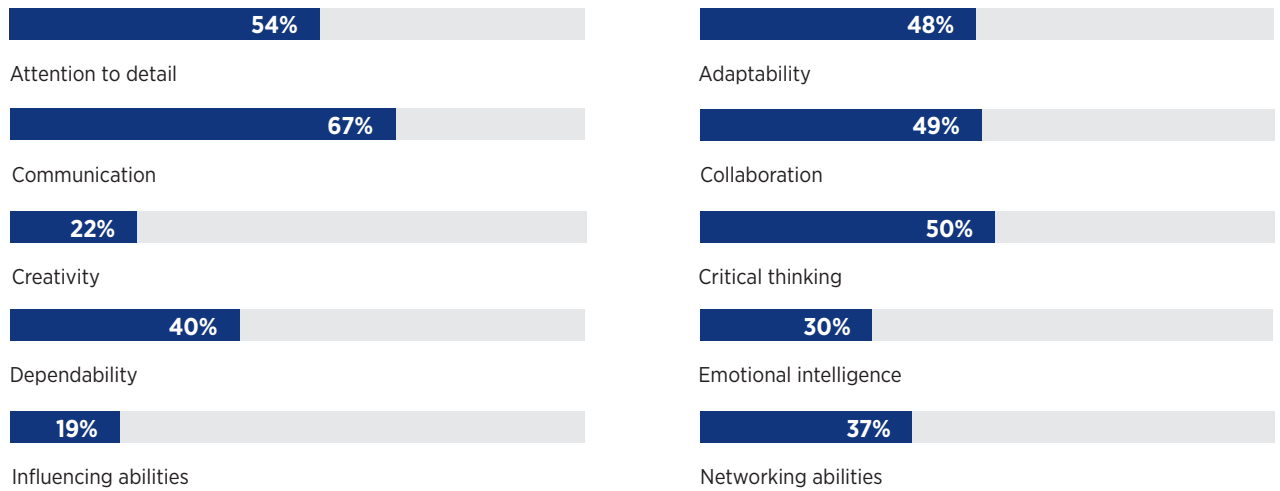 54%
Attention to detail
67%
Communication
22%
Creativity
40%
Dependability
19%
Influencing abilities
48%
Adaptability
49%
Collaboration
50%
Critical thinking
30%
Emotional intelligence
37%
Networking abilities